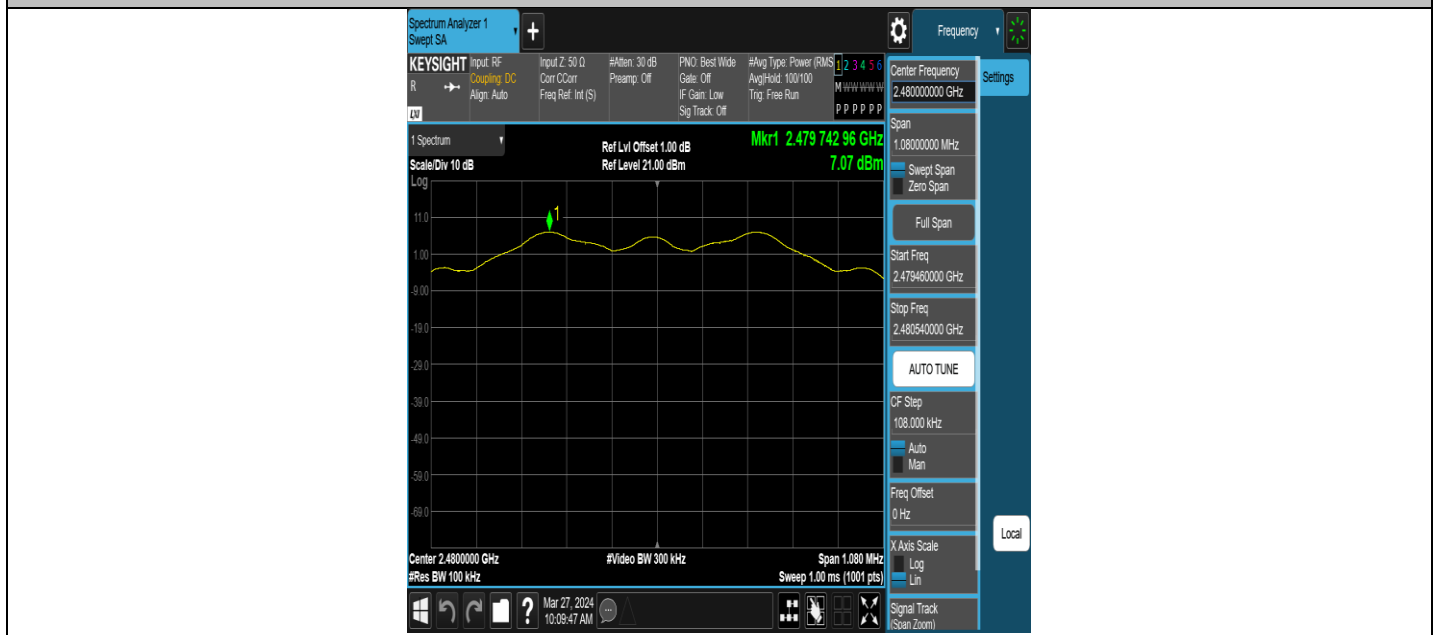 Spectrum Analyzer 1
Swept SA
+
Frequency
KEYSIGHT
R
LXI
Input: RF
Coupling: DC
Align: Auto
Input Z: 50 Ω
Corr CCorr
Freq Ref: Int (S)
#Atten: 30 dB
Preamp: Off
PNO: Best Wide
Gate: Off
IF Gain: Low
Sig Track: Off
#Avg Type: Power (RMS
Avg|Hold: 100/100
Trig: Free Run
1 2 3 4 5 6
M W W W W W
P P P P P P
1 Spectrum
Scale/Div 10 dB
Ref Lvl Offset 1.00 dB
Ref Level 21.00 dBm
Mkr1 2.479 742 96 GHz
7.07 dBm
Log
1
11.0
1.00
-9.00
-19.0
-29.0
-39.0
-49.0
-59.0
-69.0
Center 2.4800000 GHz
#Res BW 100 kHz
#Video BW 300 kHz
Span 1.080 MHz
Sweep 1.00 ms (1001 pts)
?
Mar 27, 2024
10:09:47 AM
Center Frequency
2.480000000 GHz
Settings
Span
1.08000000 MHz
Swept Span
Zero Span
Full Span
Start Freq
2.479460000 GHz
Stop Freq
2.480540000 GHz
AUTO TUNE
CF Step
108.000 kHz
Auto
Man
Freq Offset
0 Hz
X Axis Scale
Log
Lin
Local
Signal Track
(Span Zoom)